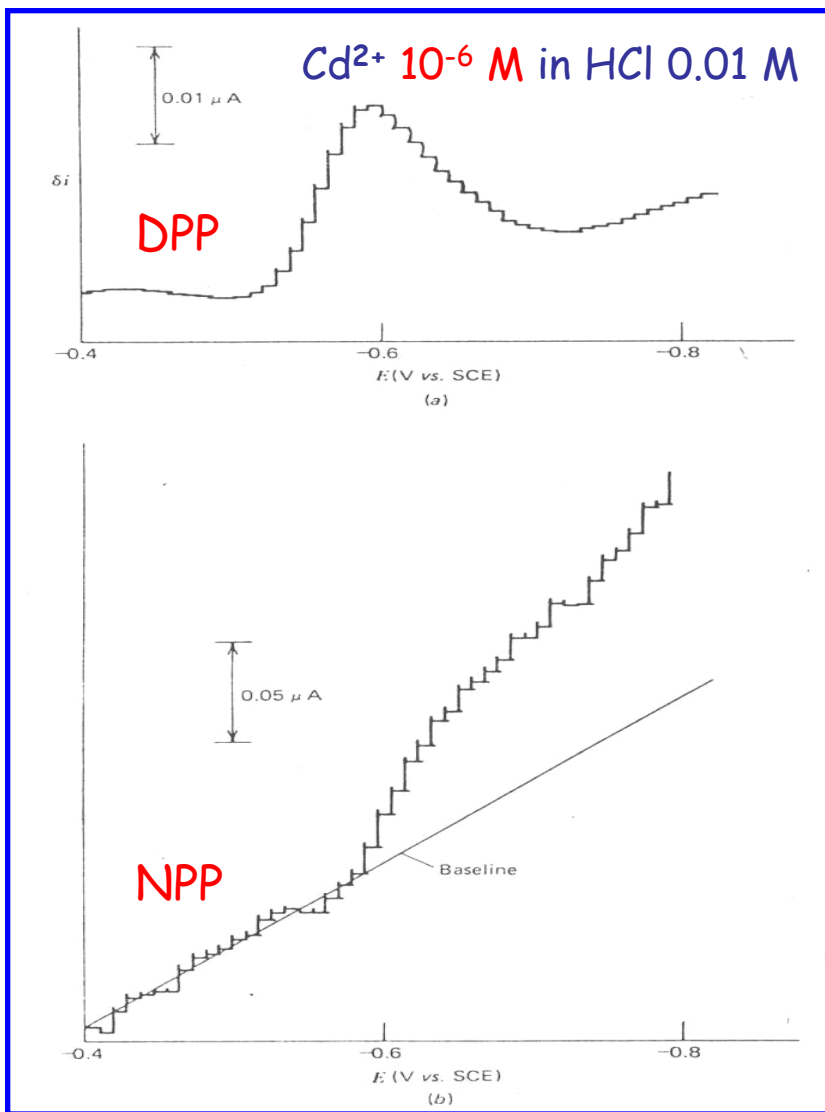 Cd²⁺ 10⁻⁶ M in HCl 0.01 M
0.01 μA
δi
DPP
−0.4
−0.6
−0.8
E(V vs. SCE)
(a)
0.05 μA
NPP
Baseline
−0.4
−0.6
−0.8
E(V vs. SCE)
(b)